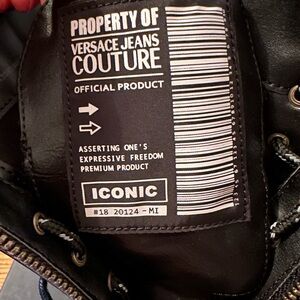 PROPERTY OF
VERSACE JEANS
COUTURE
OFFICIAL PRODUCT
ASSERTING ONE'S
EXPRESSIVE FREEDOM
PREMIUM PRODUCT
ICONIC
#18 20124 - MI